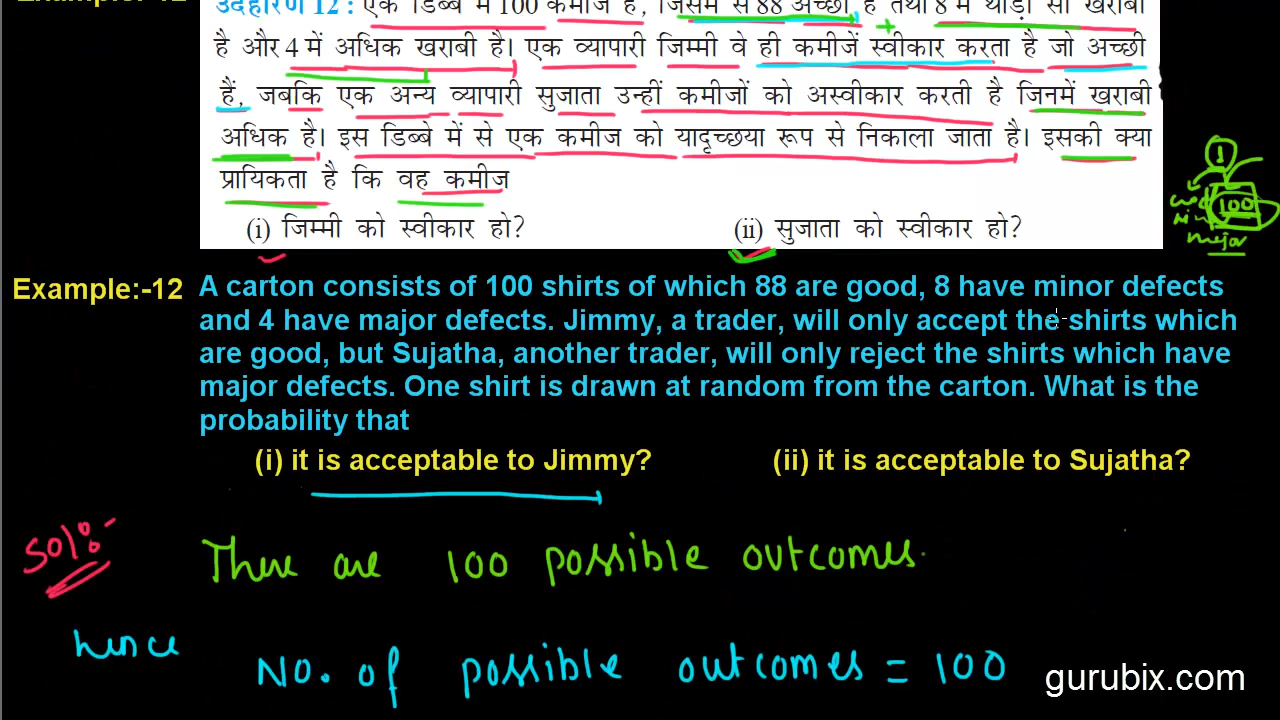 Example:-12
उदाहरण 12 : एक डिब्बे में 100 कमीजें हैं, जिसमें से 88 अच्छी हैं तथा 8 में थोड़ी सी खराबी
है और 4 में अधिक खराबी है। एक व्यापारी जिम्मी वे ही कमीजें स्वीकार करता है जो अच्छी
हैं, जबकि एक अन्य व्यापारी सुजाता उन्हीं कमीजों को अस्वीकार करती है जिनमें खराबी
अधिक है। इस डिब्बे में से एक कमीज को यादृच्छया रूप से निकाला जाता है। इसकी क्या
प्रायिकता है कि वह कमीज
(i) जिम्मी को स्वीकार हो? (ii) सुजाता को स्वीकार हो?
1
100
major
Example:-12 A carton consists of 100 shirts of which 88 are good, 8 have minor defects
and 4 have major defects. Jimmy, a trader, will only accept the shirts which
are good, but Sujatha, another trader, will only reject the shirts which have
major defects. One shirt is drawn at random from the carton. What is the
probability that
(i) it is acceptable to Jimmy? (ii) it is acceptable to Sujatha?
Sol:-
There are 100 possible outcomes.
hence
No. of possible outcomes = 100
gurubix.com